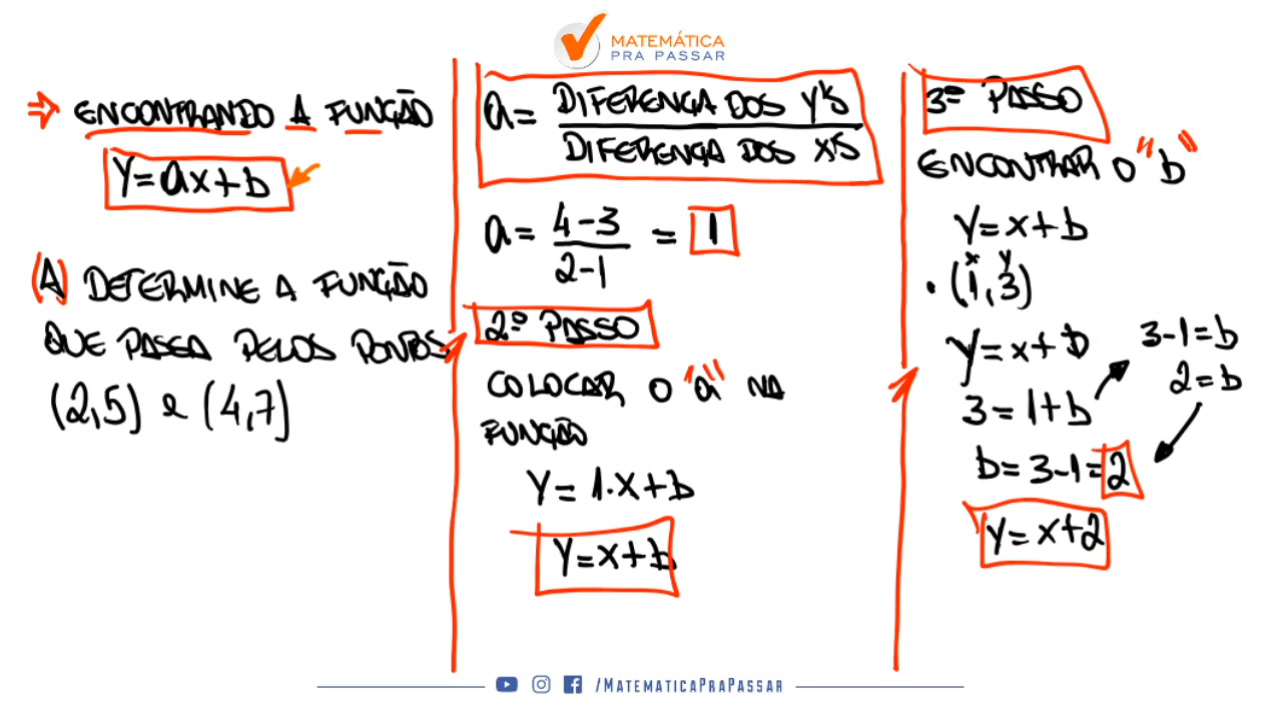 MATEMÁTICA
PRA PASSAR
⇒ ENCONTRANDO A FUNÇÃO
Y=ax+b
(A) DETERMINE A FUNÇÃO
QUE PASSA PELOS PONTOS
(2,5) e (4,7)
a= DIFERENÇA DOS Y'S
DIFERENÇA DOS X'S
a= 4-3 = 1
2-1
2º PASSO
COLOCAR O "a" NA
FUNÇÃO
Y= 1.X+b
Y=X+b
3º PASSO
ENCONTRAR O "b"
Y=X+b
x y
• (1,3)
Y=X+b
3=1+b
3-1=b
2=b
b=3-1=2
Y=X+2
/MATEMATICAPRAPASSAR